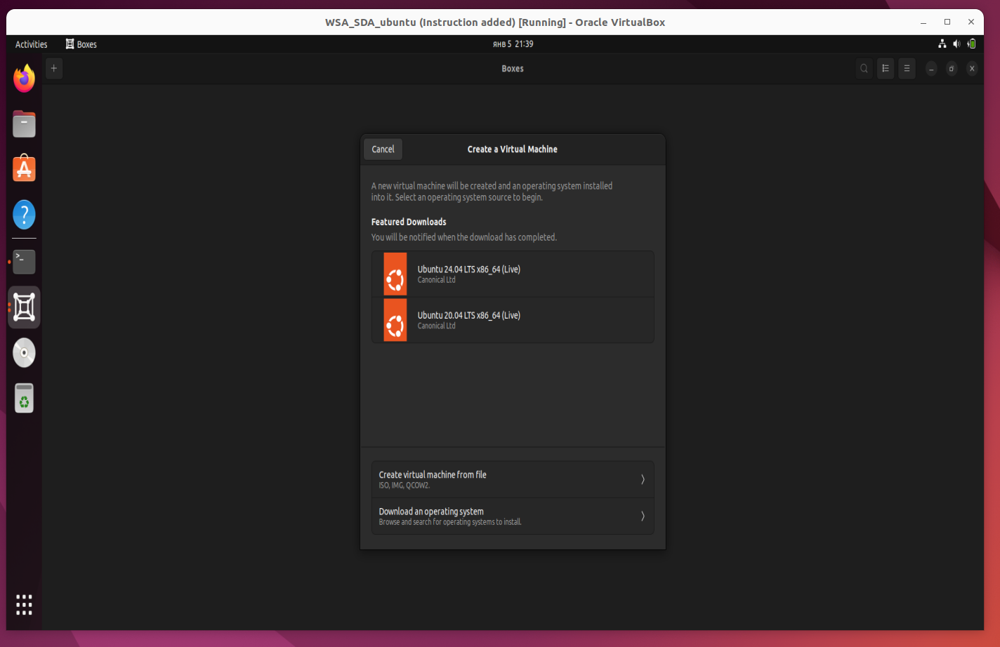 WSA_SDA_ubuntu (Instruction added) [Running] - Oracle VirtualBox
Activities
Boxes
янв 5 21:39
Boxes
Cancel
Create a Virtual Machine
A new virtual machine will be created and an operating system installed
into it. Select an operating system source to begin.
Featured Downloads
You will be notified when the download has completed.
Ubuntu 24.04 LTS x86_64 (Live)
Canonical Ltd
Ubuntu 20.04 LTS x86_64 (Live)
Canonical Ltd
Create virtual machine from file
ISO, IMG, QCOW2.
Download an operating system
Browse and search for operating systems to install.